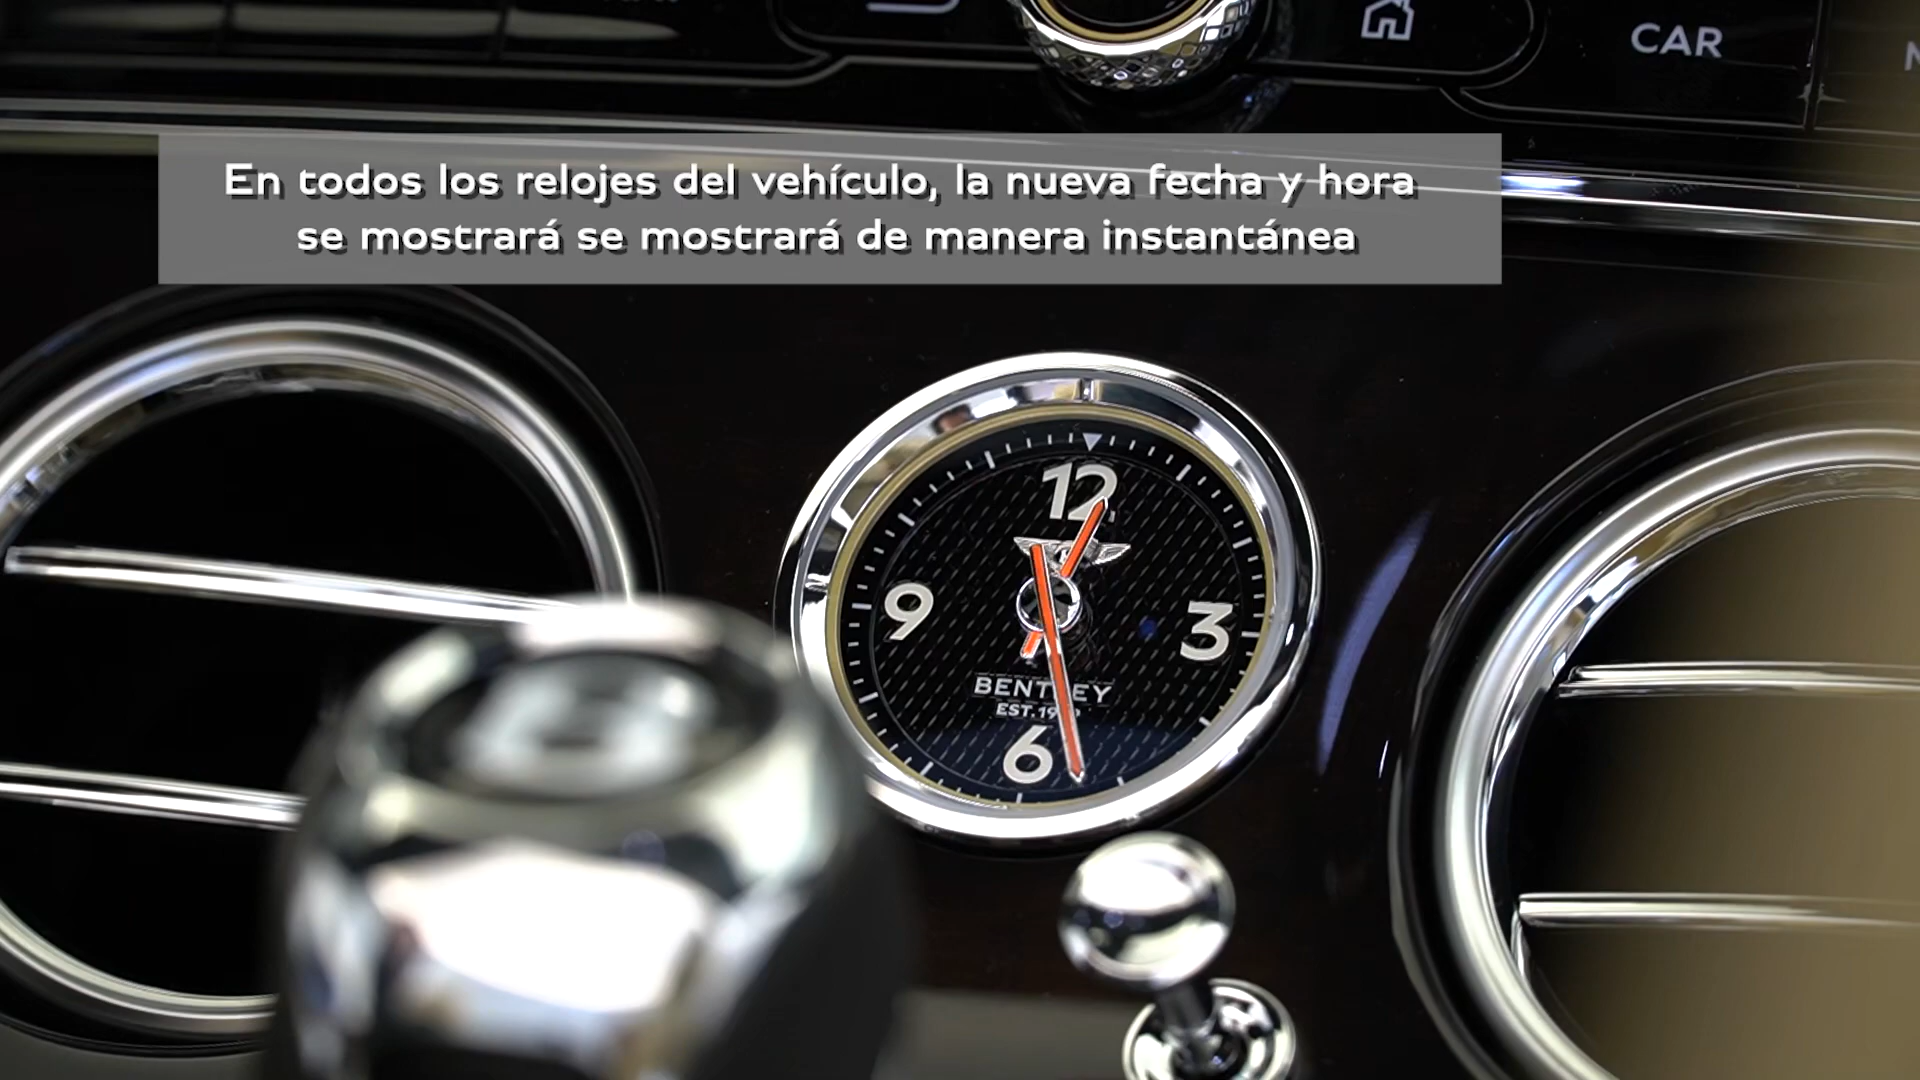 CAR
En todos los relojes del vehículo, la nueva fecha y hora
se mostrará se mostrará de manera instantánea
12
9
3
BENTLEY
6